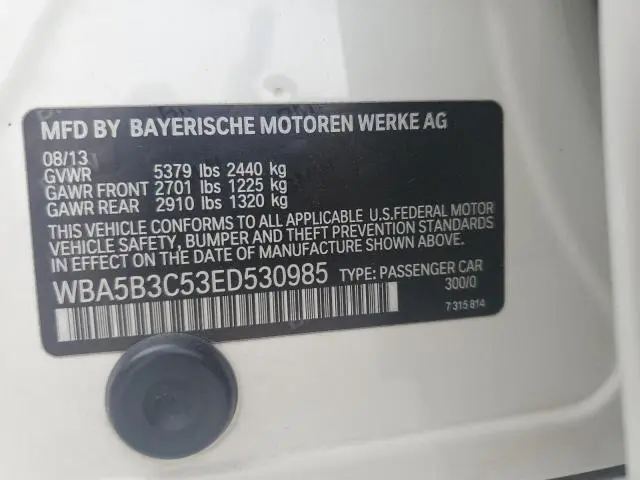 MFD BY BAYERISCHE MOTOREN WERKE AG
08/13
GVWR 5379 lbs 2440 kg
GAWR FRONT 2701 lbs 1225 kg
GAWR REAR 2910 lbs 1320 kg
THIS VEHICLE CONFORMS TO ALL APPLICABLE U.S.FEDERAL MOTOR
VEHICLE SAFETY, BUMPER AND THEFT PREVENTION STANDARDS
IN EFFECT ON THE DATE OF MANUFACTURE SHOWN ABOVE.
WBA5B3C53ED530985 TYPE: PASSENGER CAR
300/0
7 315 814